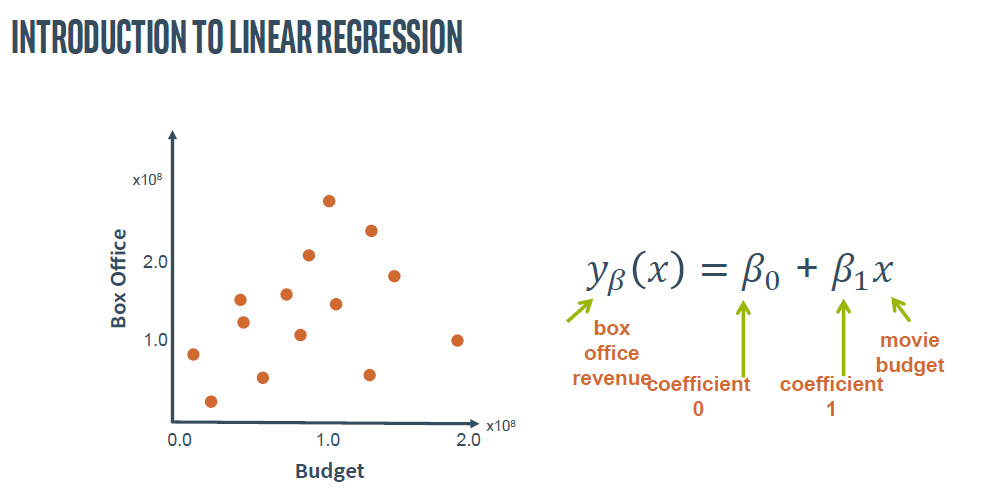 INTRODUCTION TO LINEAR REGRESSION
x10⁸
2.0
1.0
Box Office
0.0
1.0
2.0
x10⁸
Budget
y_β(x) = β₀ + β₁x
box
office
revenue
coefficient
0
coefficient
1
movie
budget